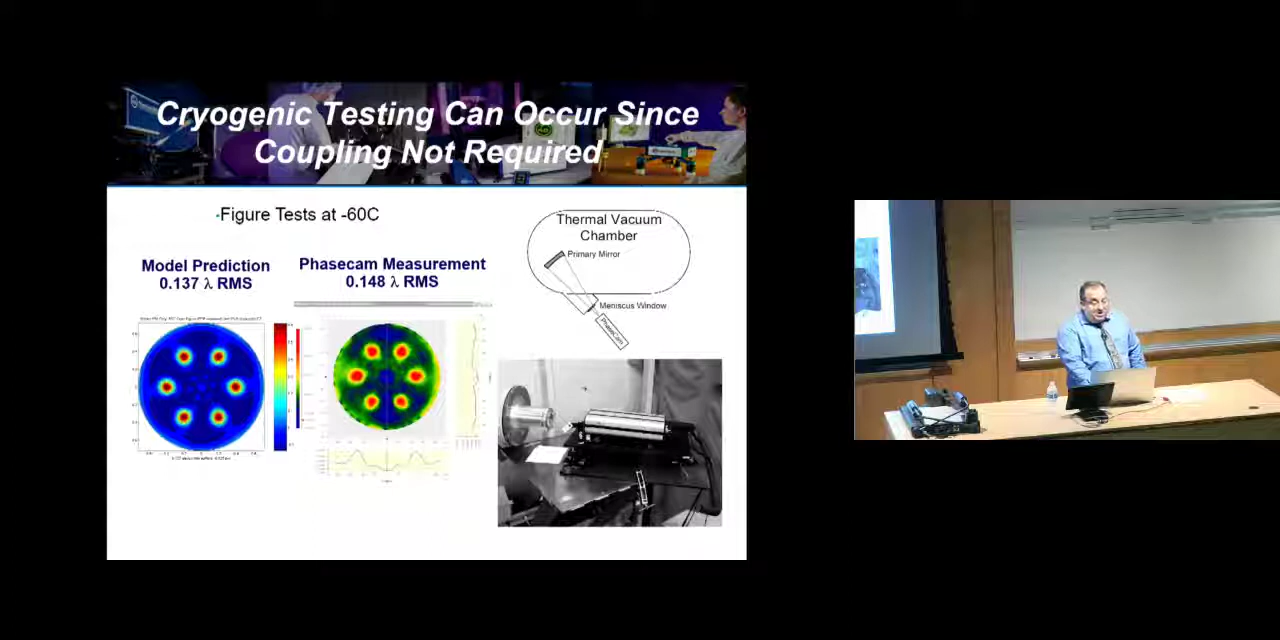 Cryogenic Testing Can Occur Since
Coupling Not Required
Figure Tests at -60C
Model Prediction
0.137 λ RMS
Phasecam Measurement
0.148 λ RMS
Thermal Vacuum
Chamber
Primary Mirror
Meniscus Window
PhaseCam